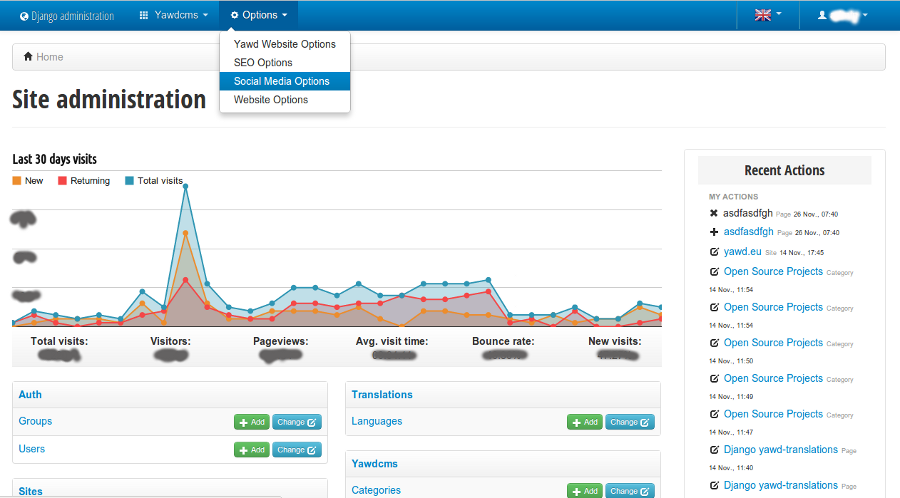 Django administration Yawdcms Options
Yawd Website Options
SEO Options
Social Media Options
Website Options
Home
Site administration
Last 30 days visits
New Returning Total visits
Total visits: Visitors: Pageviews: Avg. visit time: Bounce rate: New visits:
Auth
Groups Add Change
Users Add Change
Sites
Translations
Languages Add Change
Yawdcms
Categories Add Change
Recent Actions
MY ACTIONS
asdfasdfgh Page 26 Nov., 07:40
asdfasdfgh Page 26 Nov., 07:40
yawd.eu Site 14 Nov., 17:45
Open Source Projects Category
14 Nov., 11:54
Open Source Projects Category
14 Nov., 11:54
Open Source Projects Category
14 Nov., 11:50
Open Source Projects Category
14 Nov., 11:49
Open Source Projects Category
14 Nov., 11:47
Django yawd-translations Page
14 Nov., 11:40
Django yawd-translations Page